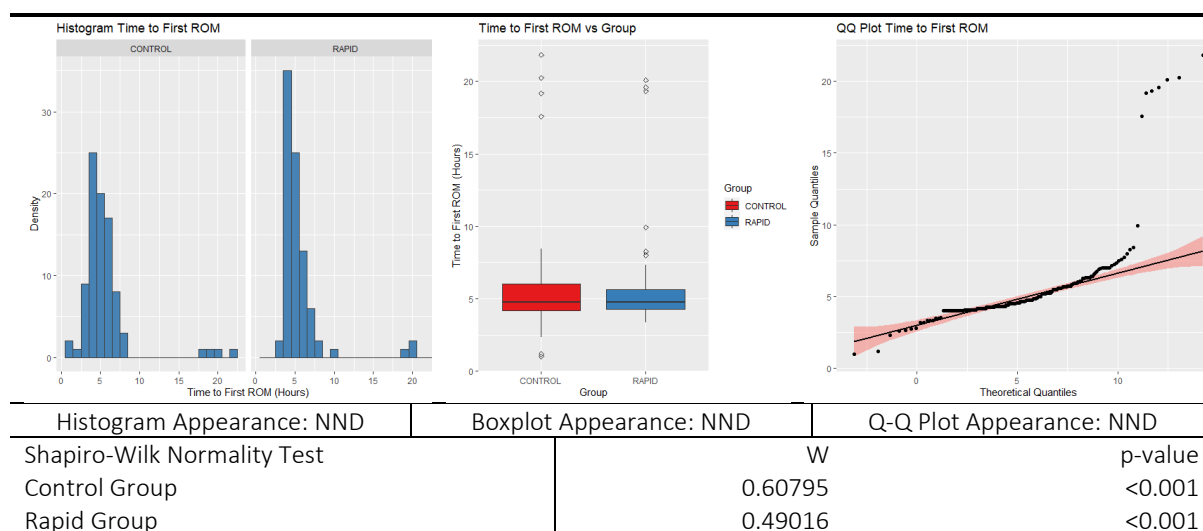 Histogram Time to First ROM
CONTROL
RAPID
Density
30
20
10
0
0 5 10 15 20
0 5 10 15 20
Time to First ROM (Hours)
Time to First ROM vs Group
Time to First ROM (Hours)
20
15
10
5
0
CONTROL
RAPID
Group
Group
CONTROL
RAPID
QQ Plot Time to First ROM
Sample Quantiles
20
15
10
5
0
0 5 10
Theoretical Quantiles
Histogram Appearance: NND
Boxplot Appearance: NND
Q-Q Plot Appearance: NND
Shapiro-Wilk Normality Test W p-value
Control Group 0.60795 <0.001
Rapid Group 0.49016 <0.001